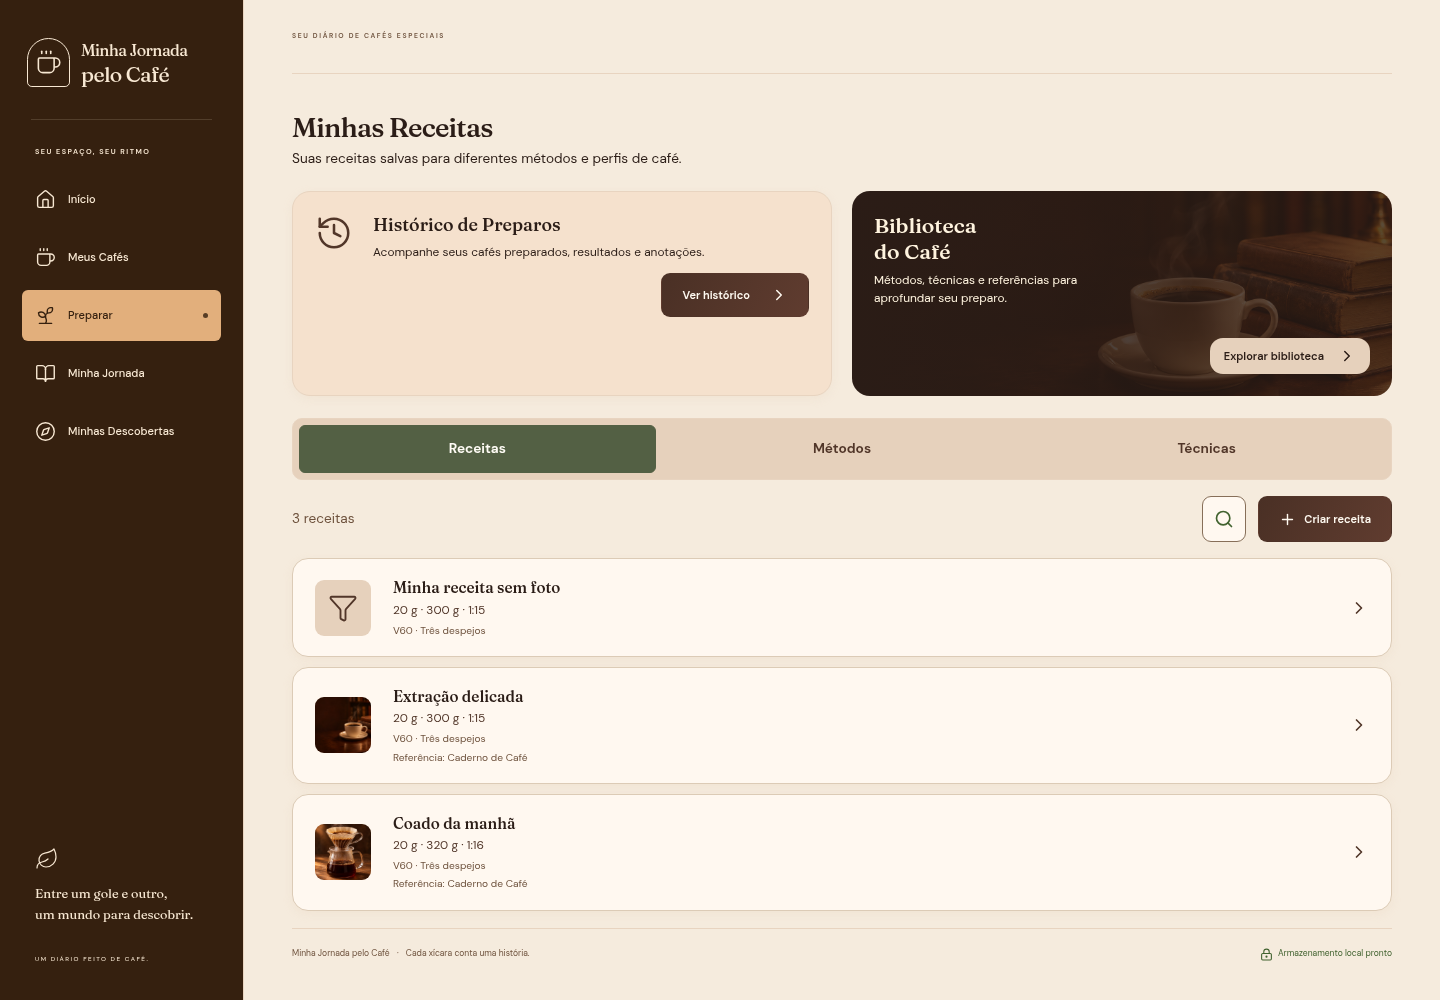 Minha Jornada
pelo Café
SEU ESPAÇO, SEU RITMO
Início
Meus Cafés
Preparar
Minha Jornada
Minhas Descobertas
Entre um gole e outro,
um mundo para descobrir.
UM DIÁRIO FEITO DE CAFÉ.
SEU DIÁRIO DE CAFÉS ESPECIAIS
Minhas Receitas
Suas receitas salvas para diferentes métodos e perfis de café.
Histórico de Preparos
Acompanhe seus cafés preparados, resultados e anotações.
Ver histórico
Biblioteca
do Café
Métodos, técnicas e referências para
aprofundar seu preparo.
Explorar biblioteca
Receitas
Métodos
Técnicas
3 receitas
Criar receita
Minha receita sem foto
20 g · 300 g · 1:15
V60 · Três despejos
Extração delicada
20 g · 300 g · 1:15
V60 · Três despejos
Referência: Caderno de Café
Coado da manhã
20 g · 320 g · 1:16
V60 · Três despejos
Referência: Caderno de Café
Minha Jornada pelo Café · Cada xícara conta uma história.
Armazenamento local pronto